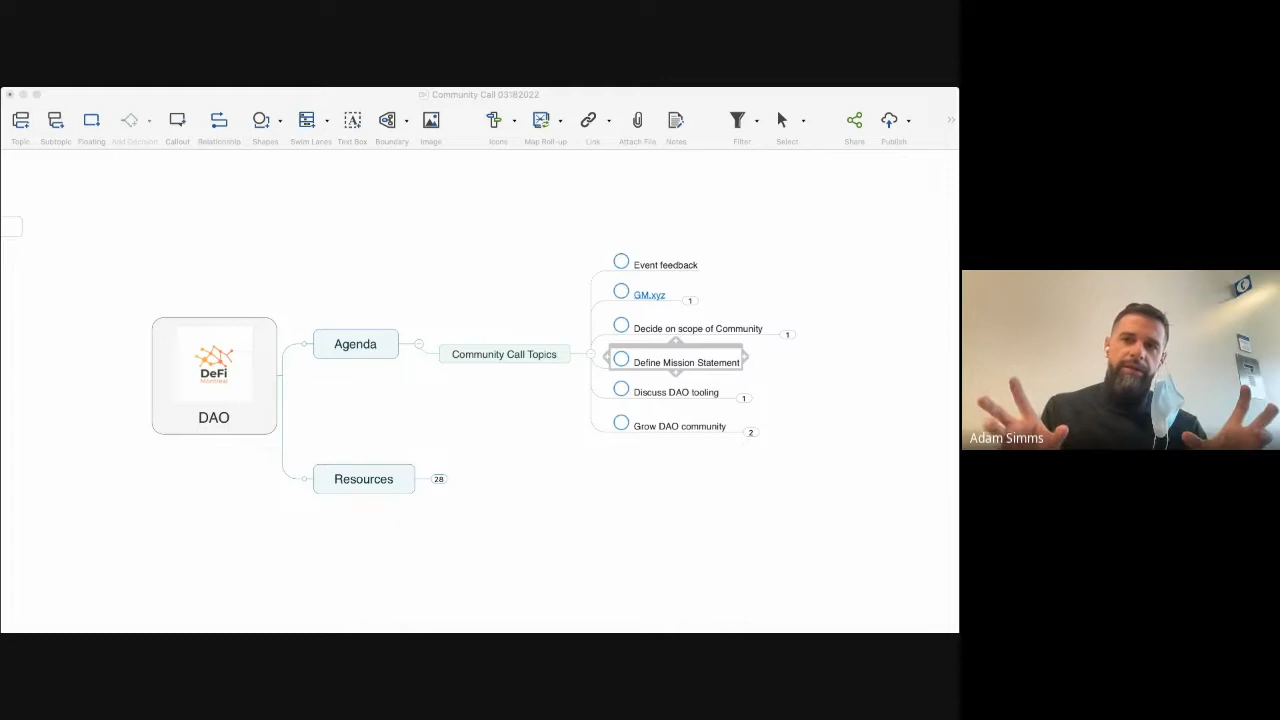 Community Call 03182022
Topic
Subtopic
Floating
Add Decision
Callout
Relationship
Shapes
Swim Lanes
Text Box
Boundary
Image
Icons
Map Roll-up
Link
Attach File
Notes
Filter
Select
Share
Publish
Event feedback
GM.xyz
1
Decide on scope of Community
1
Agenda
Community Call Topics
Define Mission Statement
DeFi
Montreal
Discuss DAO tooling
1
DAO
Grow DAO community
2
Resources
28
Adam Simms